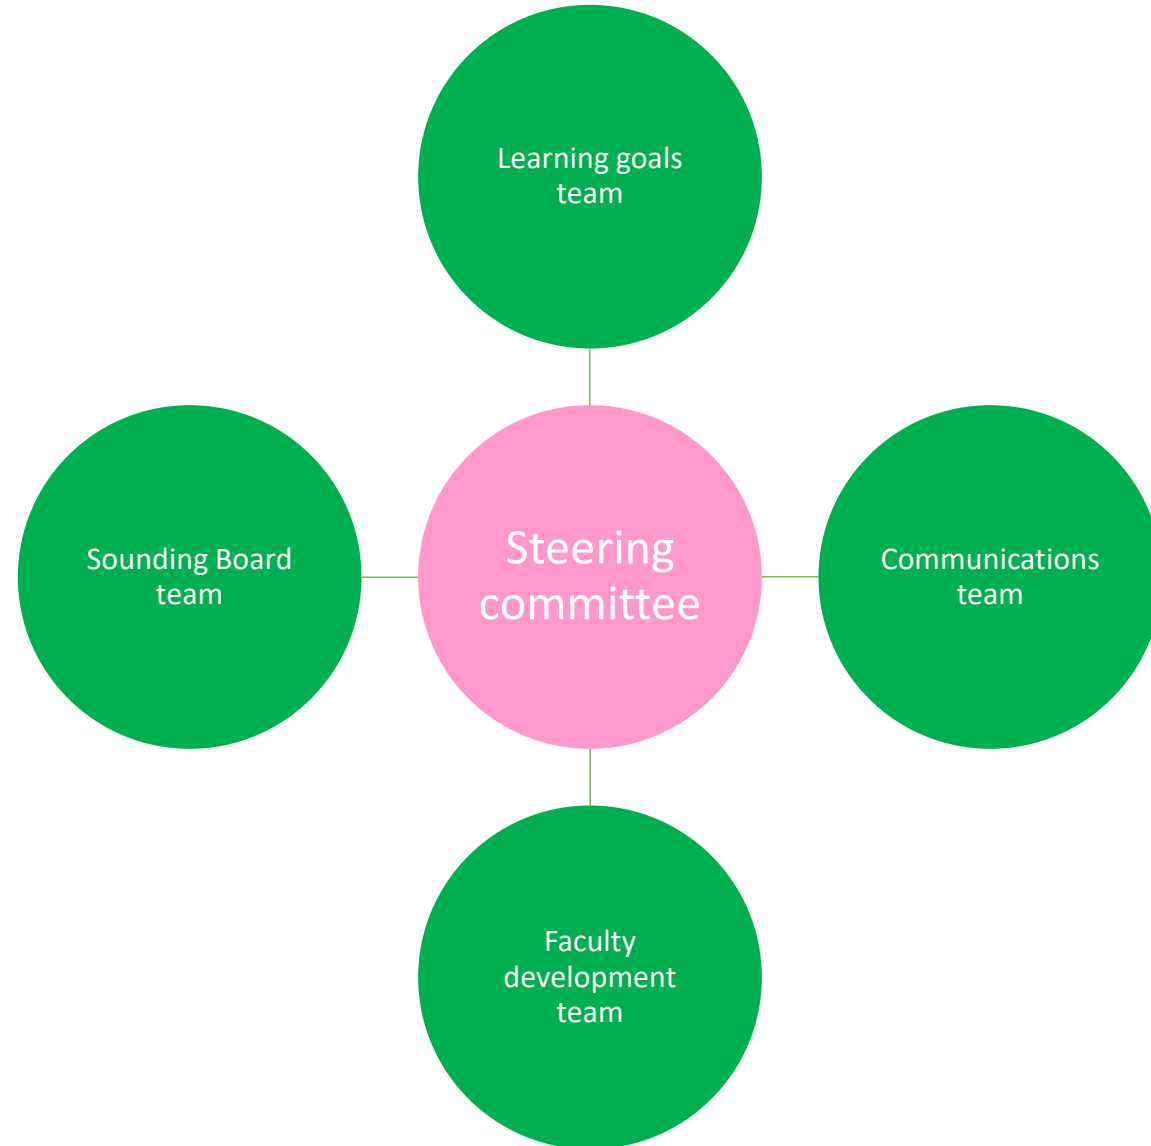 Learning goals
team
Sounding Board
team
Steering
committee
Communications
team
Faculty
development
team